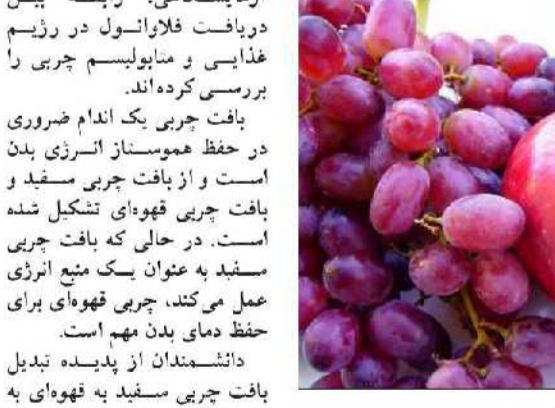 دریافت فلاوانول در رژیم
غذایی و متابولیسم چربی را
بررسی کرده‌اند.
بافت چربی یک اندام ضروری
در حفظ هموستاز انرژی بدن
است و از بافت چربی سفید و
بافت چربی قهوه‌ای تشکیل شده
است. در حالی که بافت چربی
سفید به عنوان یک منبع انرژی
عمل می‌کند، چربی قهوه‌ای برای
حفظ دمای بدن مهم است.
دانشمندان از پدیده تبدیل
بافت چربی سفید به قهوه‌ای به